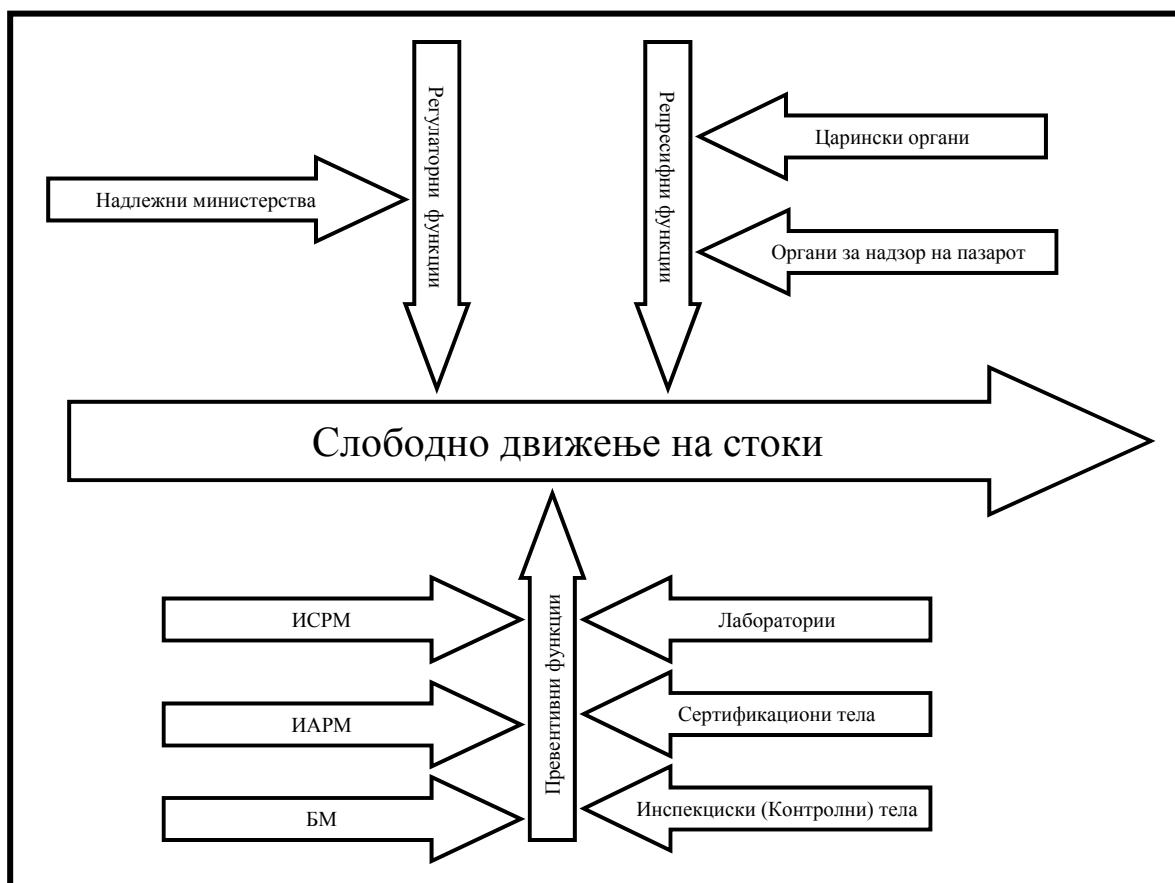 Регулаторни функции
Репресифни функции
Царински органи
Надлежни министерства
Органи за надзор на пазарот
Слободно движење на стоки
Превентивни функции
ИСРМ
Лаборатории
ИАРМ
Сертификациони тела
БМ
Инспекциски (Контролни) тела